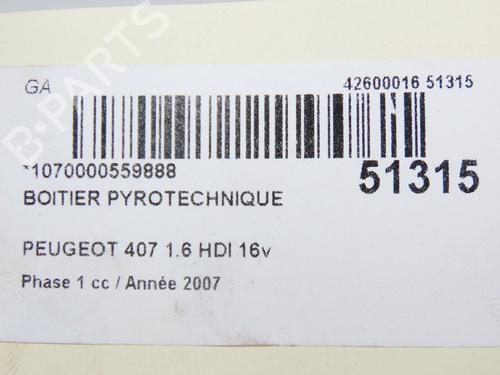 GA
42600016 51315
*1070000559888
51315
BOITIER PYROTECHNIQUE
PEUGEOT 407 1.6 HDI 16v
Phase 1 cc / Année 2007
B-PARTS